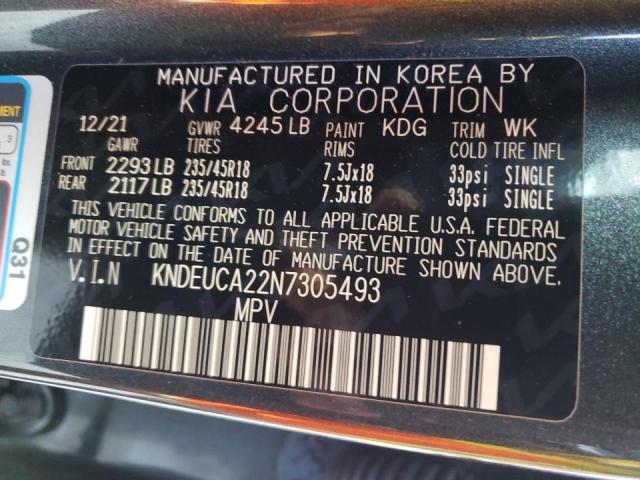 MANUFACTURED IN KOREA BY
KIA CORPORATION
12/21 GVWR 4245 LB PAINT KDG TRIM WK
GAWR TIRES RIMS COLD TIRE INFL
FRONT 2293 LB 235/45R18 7.5Jx18 33psi SINGLE
REAR 2117 LB 235/45R18 7.5Jx18 33psi SINGLE
THIS VEHICLE CONFORMS TO ALL APPLICABLE U.S.A. FEDERAL
MOTOR VEHICLE SAFETY AND THEFT PREVENTION STANDARDS
IN EFFECT ON THE DATE OF MANUFACTURE SHOWN ABOVE.
V.I.N KNDEUCA22N7305493
MPV
3
lbs.
Q31